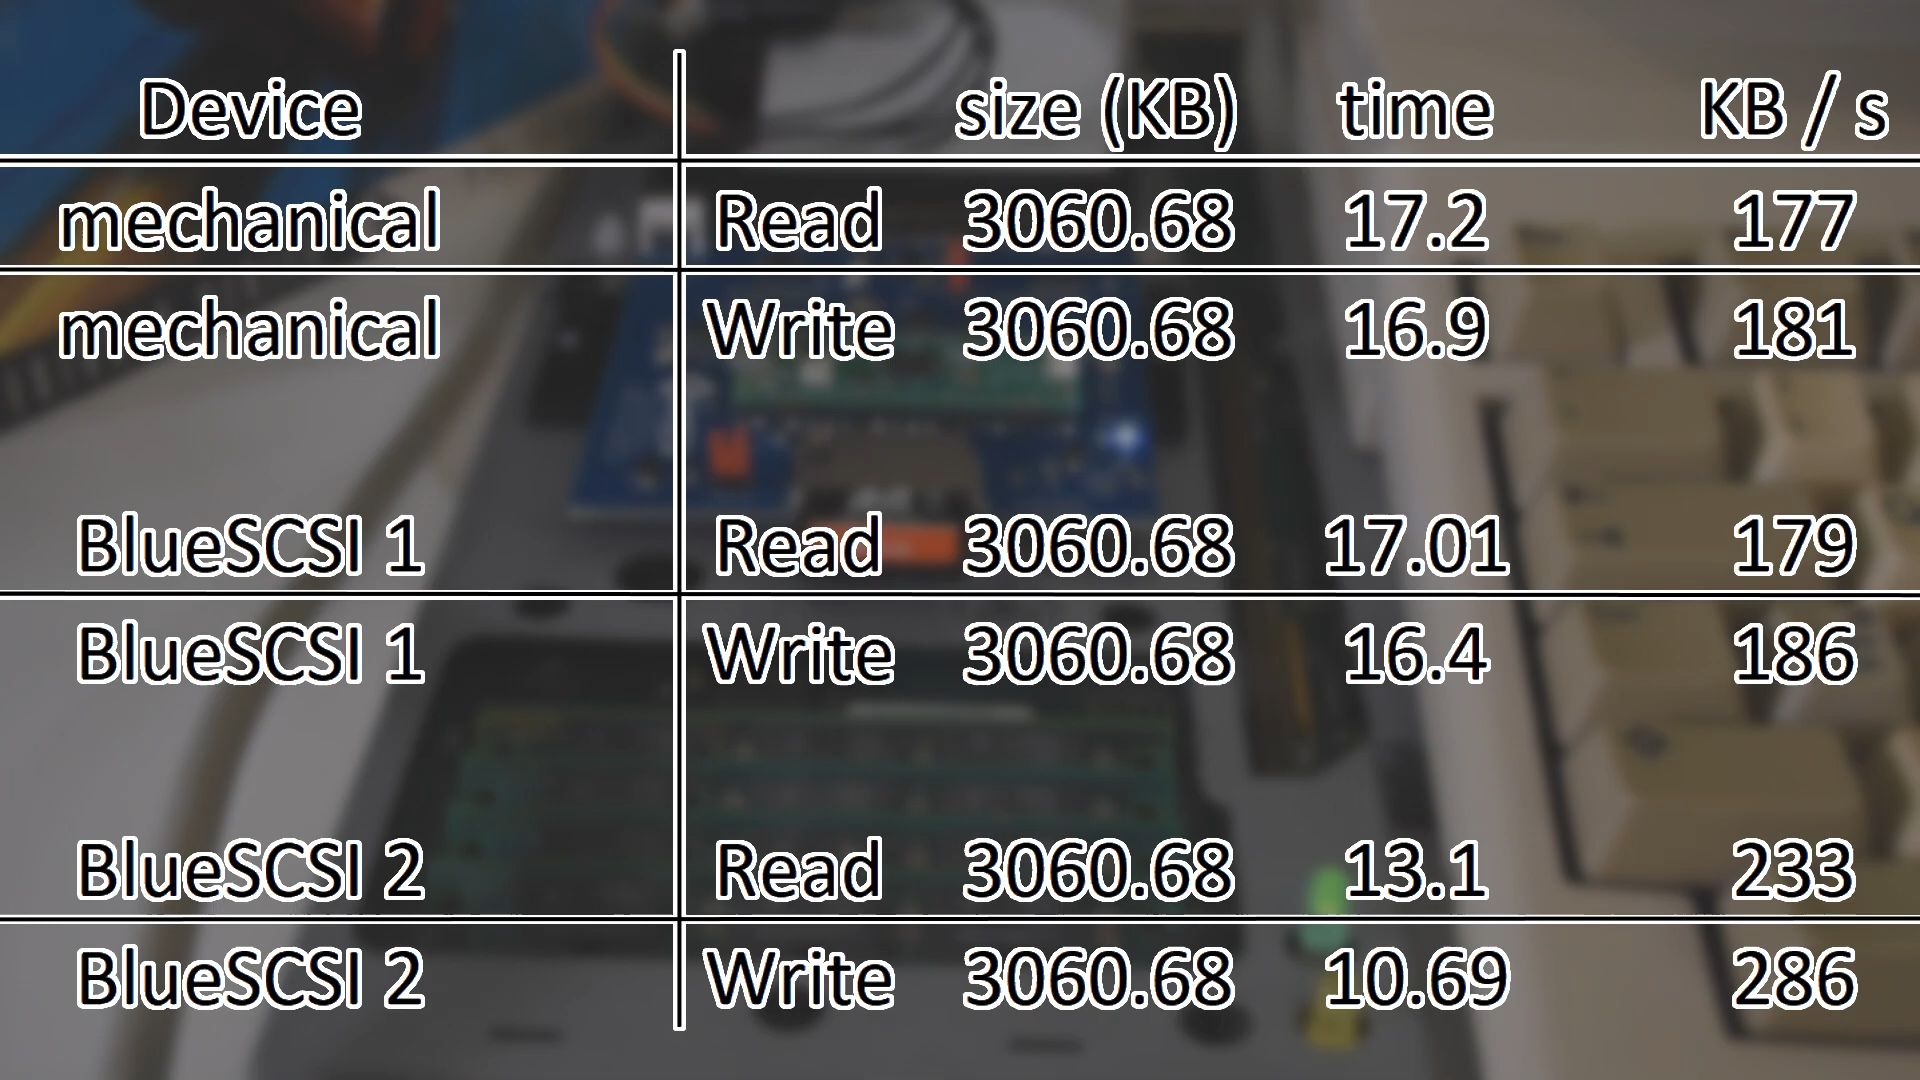 Device size (KB) time KB / s
mechanical Read 3060.68 17.2 177
mechanical Write 3060.68 16.9 181
BlueSCSI 1 Read 3060.68 17.01 179
BlueSCSI 1 Write 3060.68 16.4 186
BlueSCSI 2 Read 3060.68 13.1 233
BlueSCSI 2 Write 3060.68 10.69 286